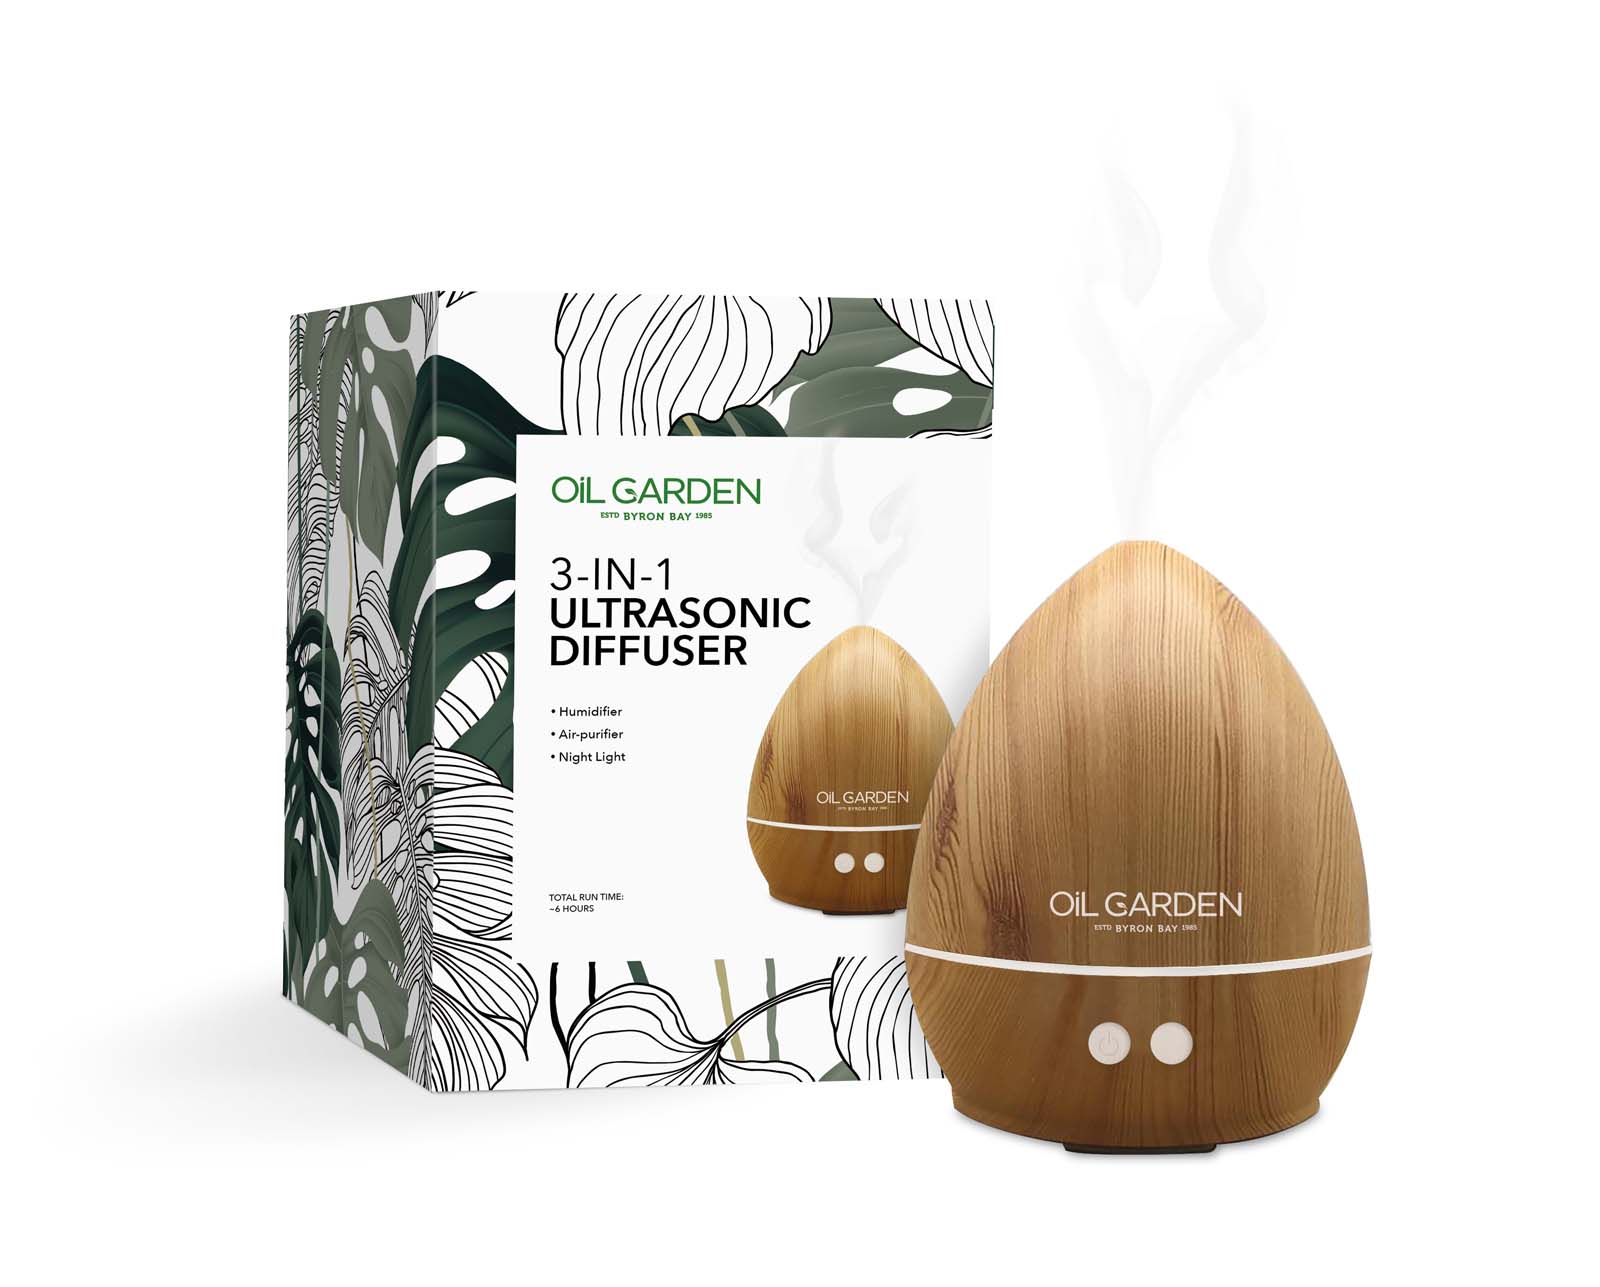 OiL GARDEN
ESTD BYRON BAY 1985
3-IN-1
ULTRASONIC
DIFFUSER
• Humidifier
• Air-purifier
• Night Light
TOTAL RUN TIME:
~6 HOURS
OiL GARDEN
ESTD BYRON BAY 1985
OiL GARDEN
ESTD BYRON BAY 1985